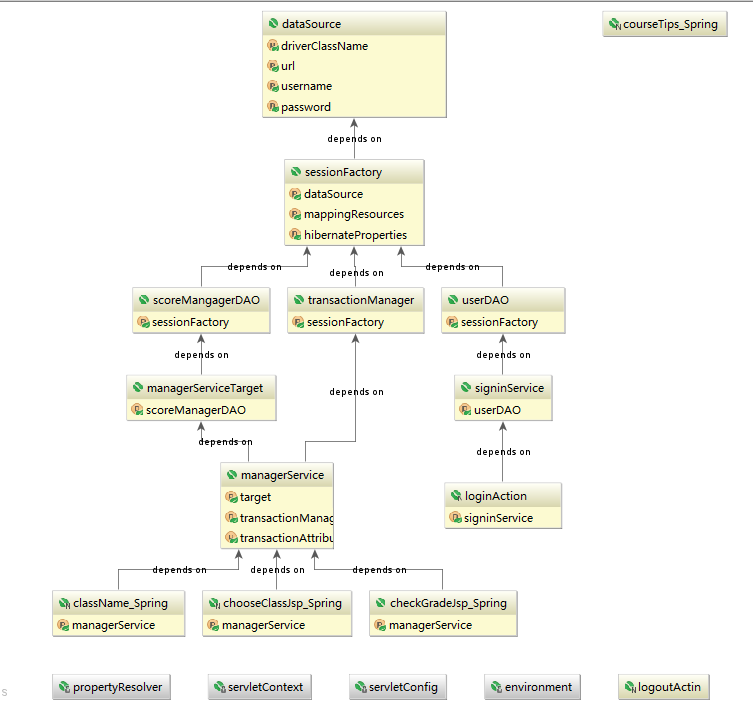 dataSource
courseTips_Spring
driverClassName
url
username
password
depends on
sessionFactory
dataSource
mappingResources
hibernateProperties
depends on
depends on
depends on
scoreMangagerDAO
sessionFactory
transactionManager
sessionFactory
userDAO
sessionFactory
depends on
depends on
depends on
managerServiceTarget
scoreManagerDAO
signinService
userDAO
depends on
depends on
managerService
target
transactionManag
transactionAttribu
loginAction
signinService
depends on
depends on
depends on
className_Spring
managerService
chooseClassJsp_Spring
managerService
checkGradeJsp_Spring
managerService
s
propertyResolver
servletContext
servletConfig
environment
logoutActin